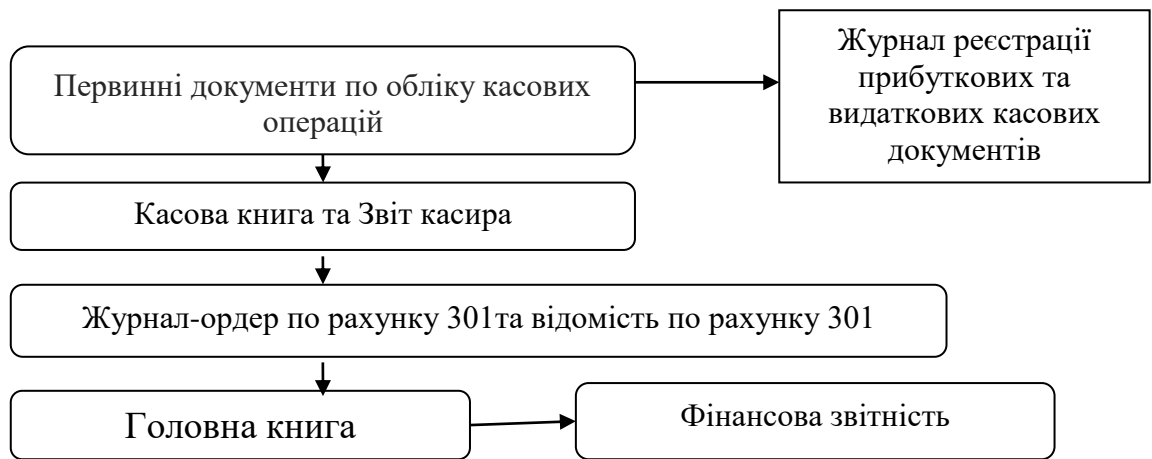 Первинні документи по обліку касових
операцій
Журнал реєстрації
прибуткових та
видаткових касових
документів
Касова книга та Звіт касира
Журнал-ордер по рахунку 301та відомість по рахунку 301
Головна книга
Фінансова звітність